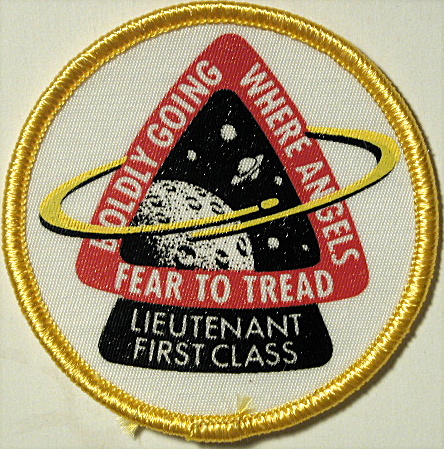 BOLDLY GOING
WHERE ANGELS
FEAR TO TREAD
LIEUTENANT
FIRST CLASS